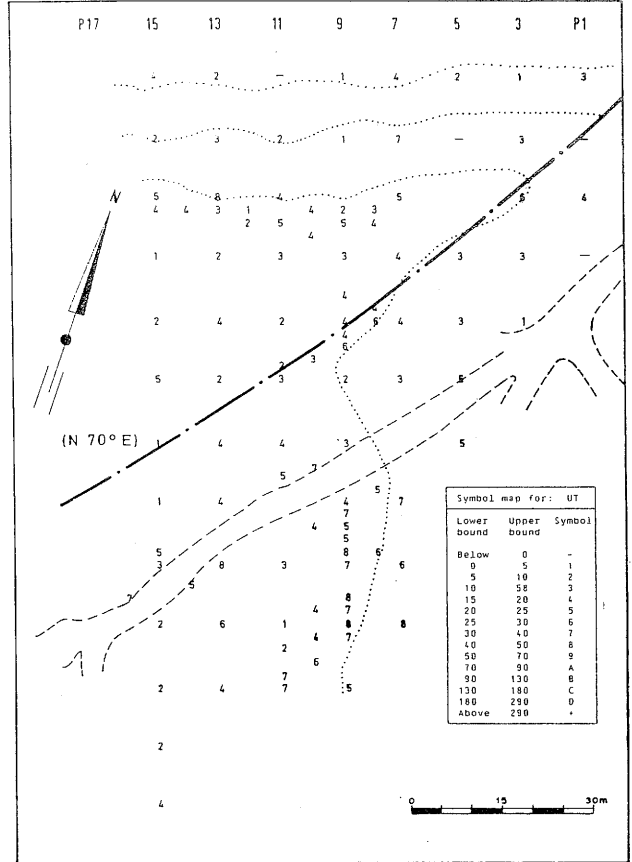 P17 15 13 11 9 7 5 3 P1
4 2 — 1 4 2 1 3
2 3 2 1 7 — 3 —
5 8 4 5 6 4
4 4 3 1 4 2 3
2 5 5 4
4
N
1 2 3 3 4 3 3 —
4
4
2 4 2 4 6 4 3 1
4
6
2 3
5 2 3 2 3 6
(N 70° E)
1 4 4 3 5
7
5
5
1 4 4 7
7
4 5
5
5 8 6
3 8 3 7 6
5
7 8
4 7
2 6 1 8 8
4 7
2
6
7
2 4 7 5
2
4
Symbol map for: UT
Lower bound Upper bound Symbol
Below 0 -
0 5 1
5 10 2
10 58 3
15 20 4
20 25 5
25 30 6
30 40 7
40 50 8
50 70 9
70 90 A
90 130 B
130 180 C
180 290 D
Above 290 +
0 15 30m